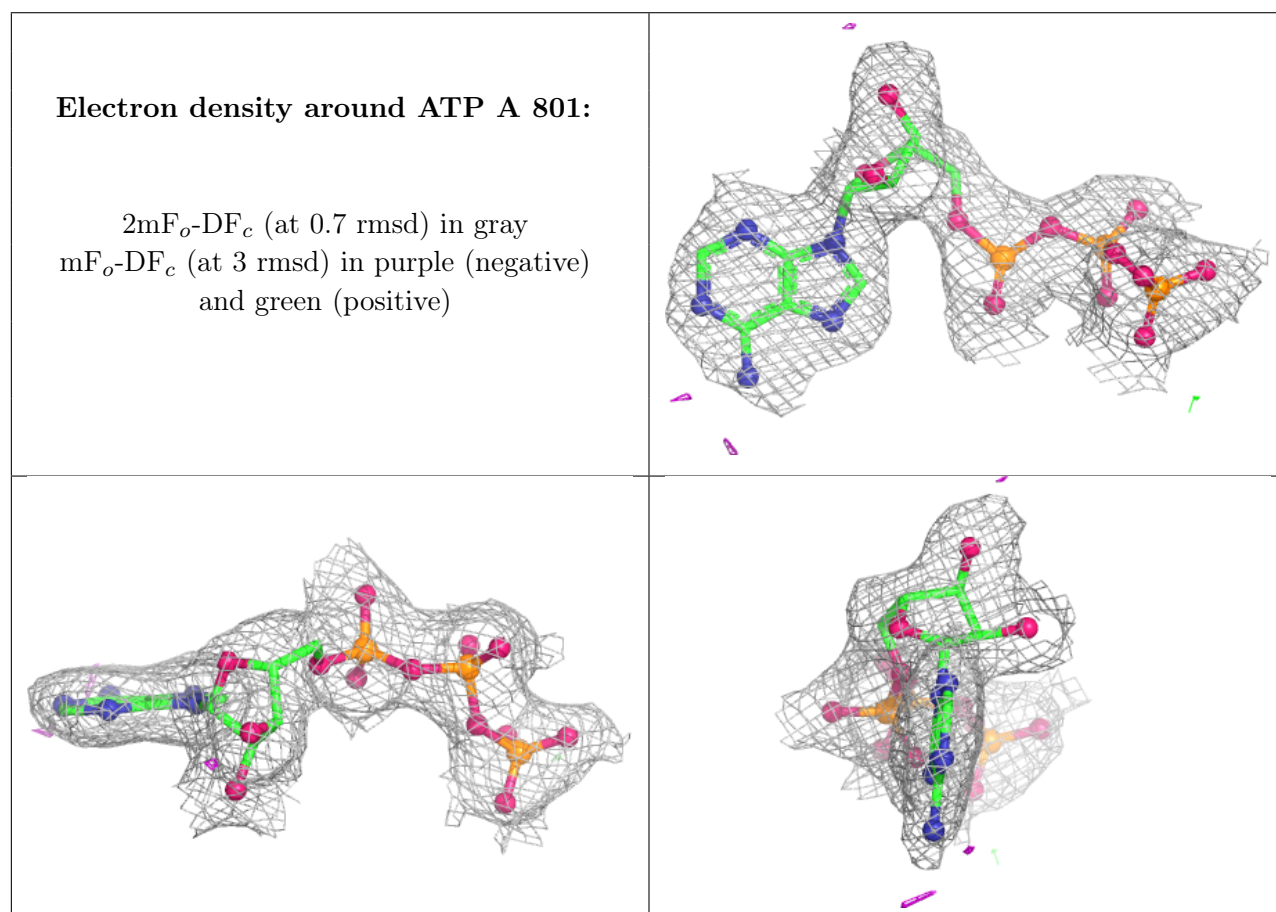 Electron density around ATP A 801:
2mFo-DFc (at 0.7 rmsd) in gray
mFo-DFc (at 3 rmsd) in purple (negative)
and green (positive)